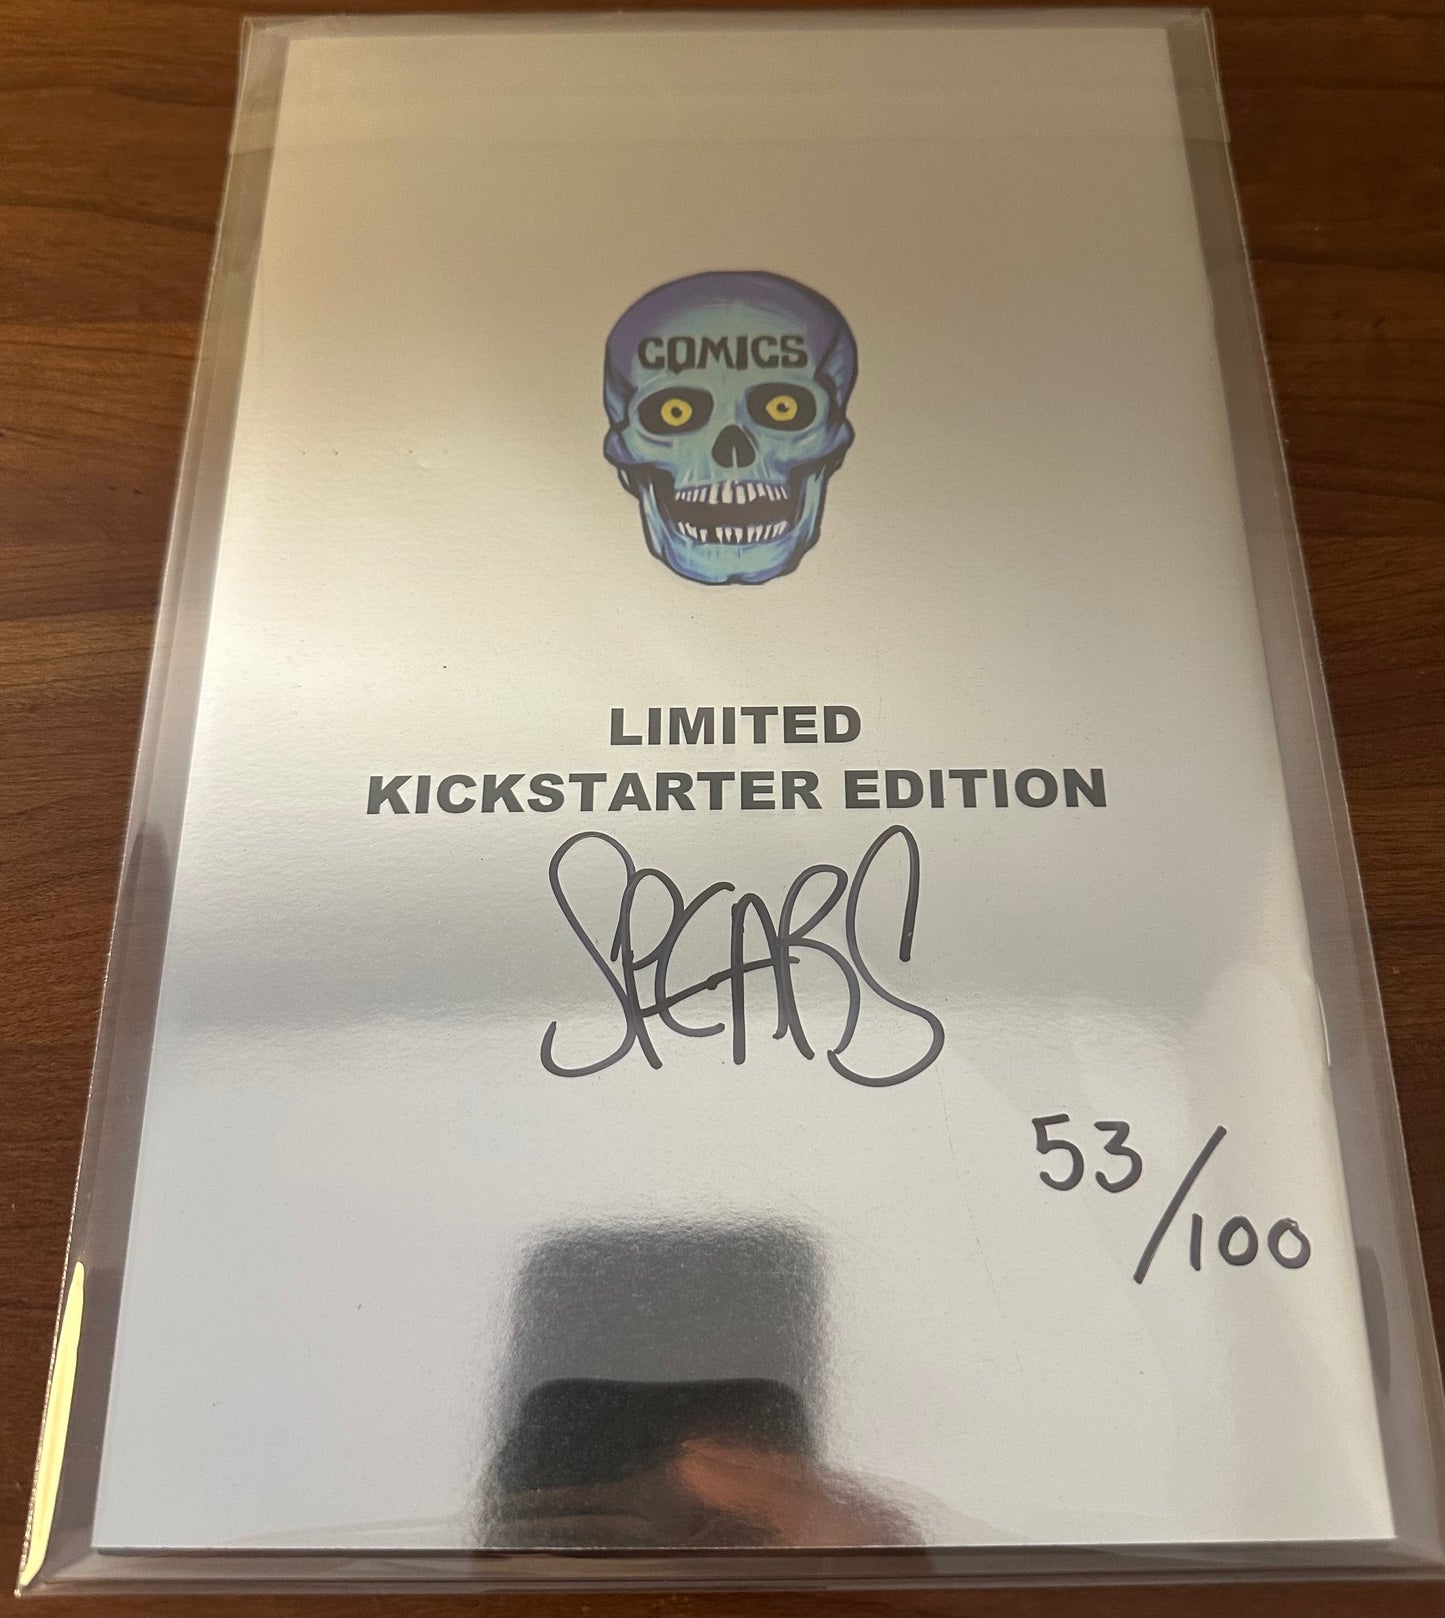 COMICS
LIMITED
KICKSTARTER EDITION
SPEARS
53/100